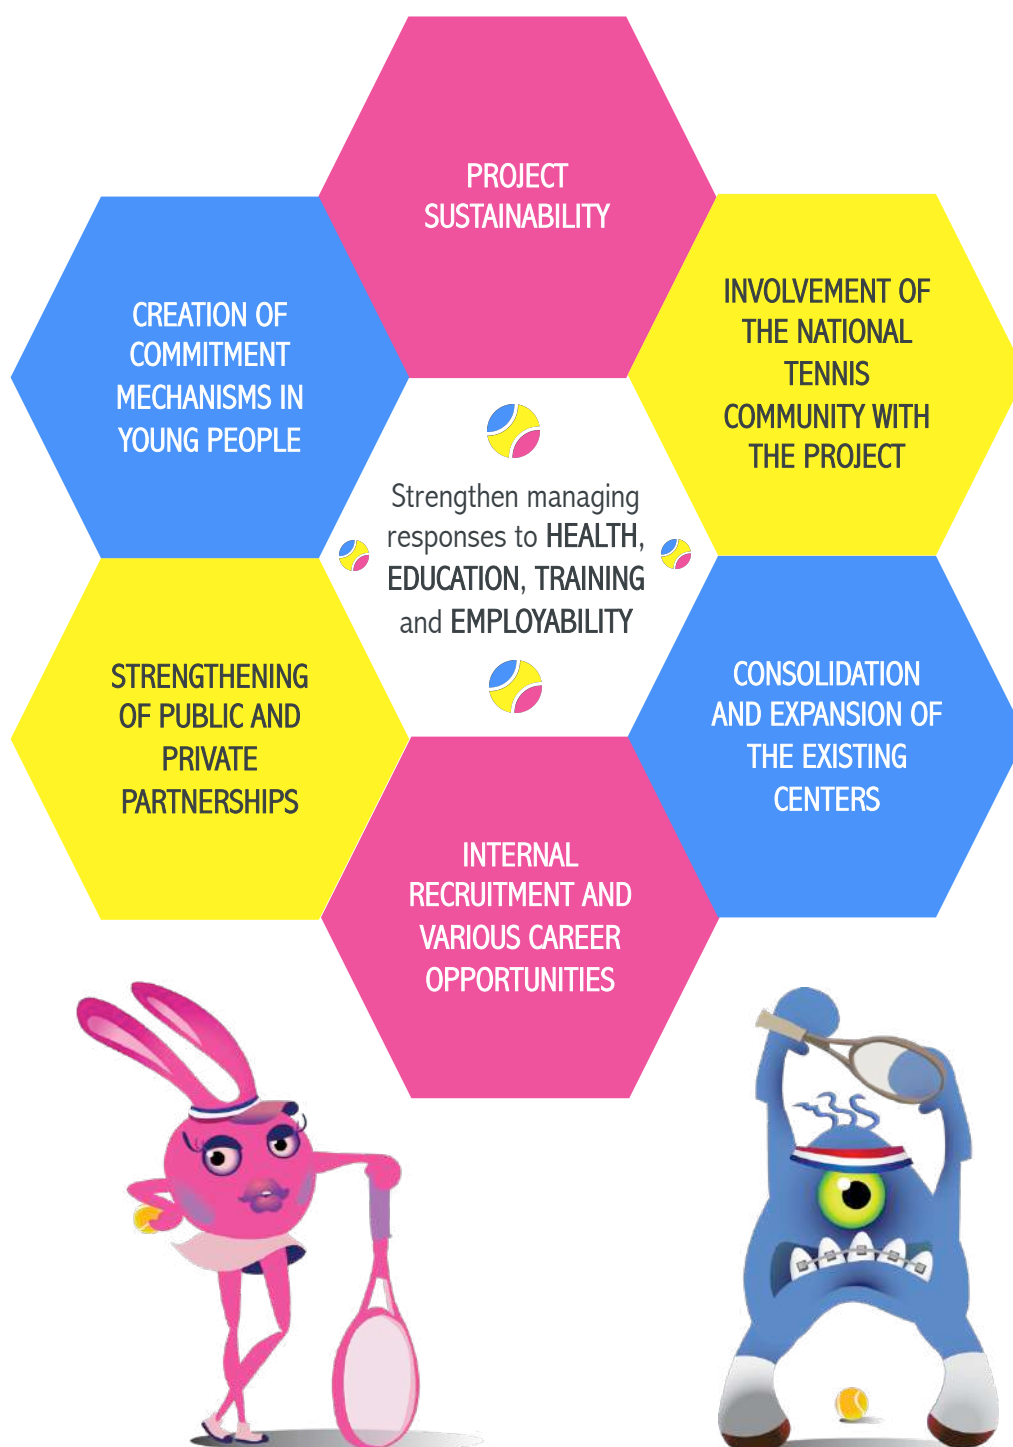 PROJECT
SUSTAINABILITY
INVOLVEMENT OF
THE NATIONAL
TENNIS
COMMUNITY WITH
THE PROJECT
CREATION OF
COMMITMENT
MECHANISMS IN
YOUNG PEOPLE
Strengthen managing
responses to HEALTH,
EDUCATION, TRAINING
and EMPLOYABILITY
STRENGTHENING
OF PUBLIC AND
PRIVATE
PARTNERSHIPS
CONSOLIDATION
AND EXPANSION OF
THE EXISTING
CENTERS
INTERNAL
RECRUITMENT AND
VARIOUS CAREER
OPPORTUNITIES